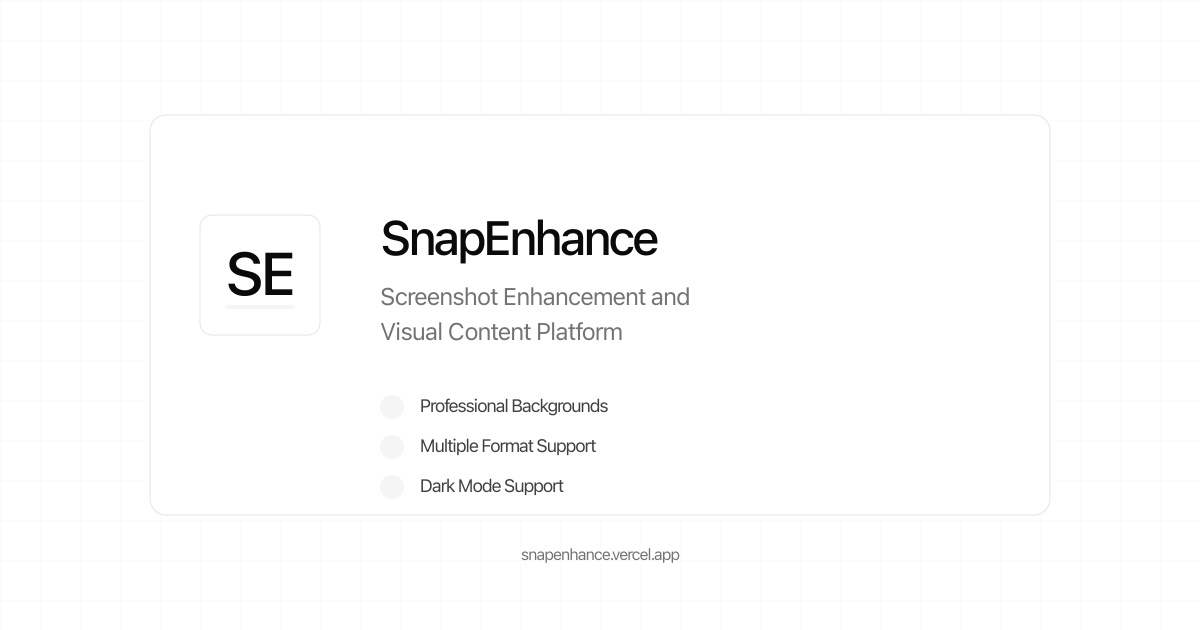 SE
SnapEnhance
Screenshot Enhancement and
Visual Content Platform
Professional Backgrounds
Multiple Format Support
Dark Mode Support
snapenhance.vercel.app